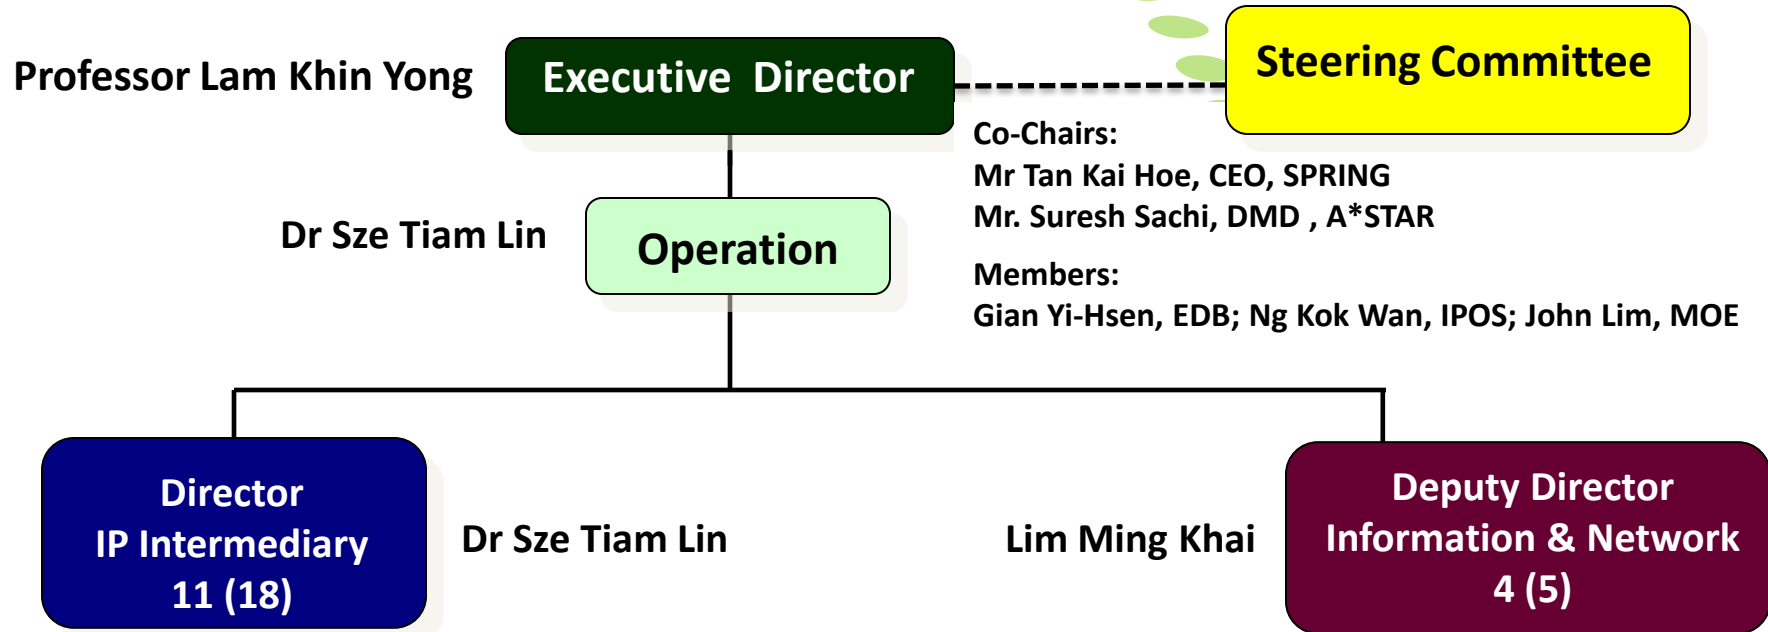 Professor Lam Khin Yong
Executive Director
Steering Committee
Co-Chairs:
Mr Tan Kai Hoe, CEO, SPRING
Mr. Suresh Sachi, DMD , A*STAR
Members:
Gian Yi-Hsen, EDB; Ng Kok Wan, IPOS; John Lim, MOE
Dr Sze Tiam Lin
Operation
Director
IP Intermediary
11 (18)
Dr Sze Tiam Lin
Lim Ming Khai
Deputy Director
Information & Network
4 (5)